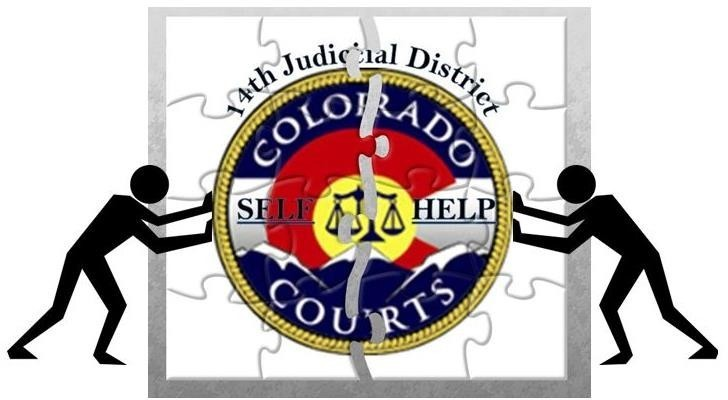 14th Judicial District
COLORADO
SELF HELP
COURTS